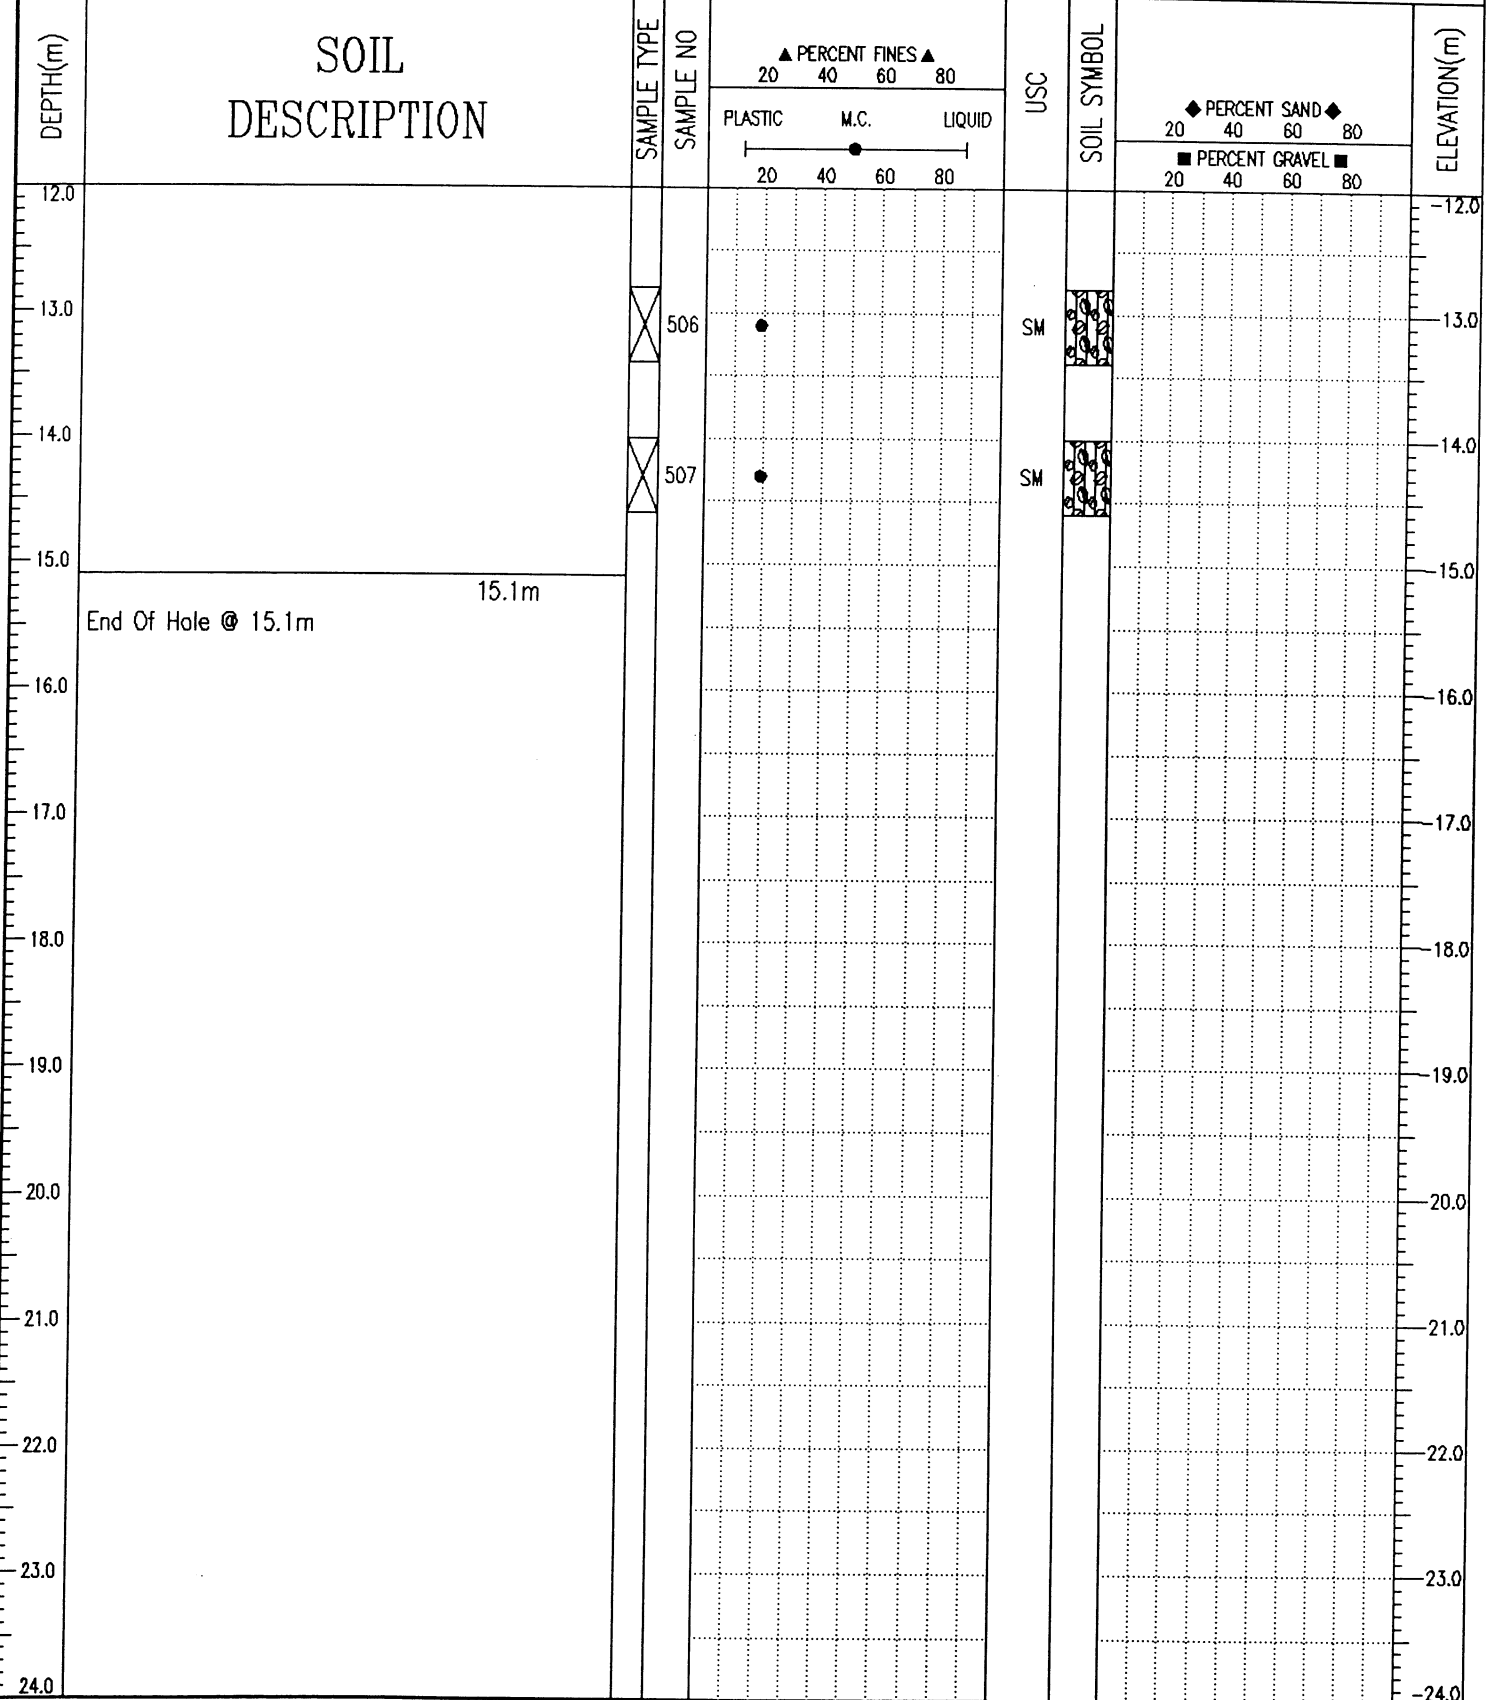 DEPTH(m)
SOIL
DESCRIPTION
SAMPLE TYPE
SAMPLE NO
▲ PERCENT FINES ▲
20 40 60 80
PLASTIC M.C. LIQUID
20 40 60 80
USC
SOIL SYMBOL
◆ PERCENT SAND ◆
20 40 60 80
■ PERCENT GRAVEL ■
20 40 60 80
ELEVATION(m)
12.0 -12.0
13.0 506 SM -13.0
14.0 -14.0
507 SM
15.0 -15.0
15.1m
End Of Hole @ 15.1m
16.0 -16.0
17.0 -17.0
18.0 -18.0
19.0 -19.0
20.0 -20.0
21.0 -21.0
22.0 -22.0
23.0 -23.0
24.0 -24.0